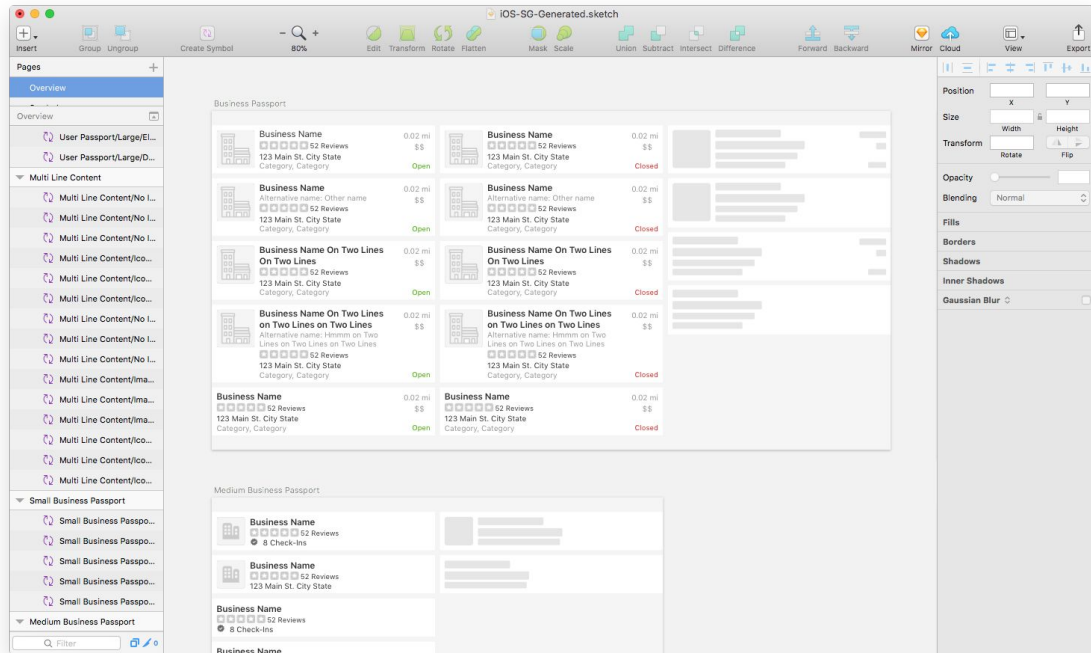 iOS-SG-Generated.sketch
Insert
Group Ungroup
Create Symbol
80%
Edit Transform Rotate Flatten
Mask Scale
Union Subtract Intersect Difference
Forward Backward
Mirror Cloud
View
Export
Pages
Overview
Overview
User Passport/Large/El...
User Passport/Large/D...
Multi Line Content
Multi Line Content/No I...
Multi Line Content/No I...
Multi Line Content/No I...
Multi Line Content/Ico...
Multi Line Content/Ico...
Multi Line Content/Ico...
Multi Line Content/No I...
Multi Line Content/No I...
Multi Line Content/No I...
Multi Line Content/Ima...
Multi Line Content/Ima...
Multi Line Content/Ima...
Multi Line Content/Ico...
Multi Line Content/Ico...
Multi Line Content/Ico...
Small Business Passport
Small Business Passpo...
Small Business Passpo...
Small Business Passpo...
Small Business Passpo...
Small Business Passpo...
Medium Business Passport
Filter
0
Business Passport
Business Name 0.02 mi
52 Reviews $$
123 Main St. City State
Category, Category Open
Business Name 0.02 mi
52 Reviews $$
123 Main St. City State
Category, Category Closed
Business Name 0.02 mi
Alternative name: Other name $$
52 Reviews
123 Main St. City State
Category, Category Open
Business Name 0.02 mi
Alternative name: Other name $$
52 Reviews
123 Main St. City State
Category, Category Closed
Business Name On Two Lines 0.02 mi
On Two Lines $$
52 Reviews
123 Main St. City State
Category, Category Open
Business Name On Two Lines 0.02 mi
On Two Lines $$
52 Reviews
123 Main St. City State
Category, Category Closed
Business Name On Two Lines 0.02 mi
on Two Lines on Two Lines $$
Alternative name: Hmmm on Two
Lines on Two Lines on Two Lines
52 Reviews
123 Main St. City State
Category, Category Open
Business Name On Two Lines 0.02 mi
on Two Lines on Two Lines $$
Alternative name: Hmmm on Two
Lines on Two Lines on Two Lines
52 Reviews
123 Main St. City State
Category, Category Closed
Business Name 0.02 mi
52 Reviews $$
123 Main St. City State
Category, Category Open
Business Name 0.02 mi
52 Reviews $$
123 Main St. City State
Category, Category Closed
Medium Business Passport
Business Name
52 Reviews
8 Check-Ins
Business Name
52 Reviews
123 Main St. City State
Business Name
52 Reviews
8 Check-Ins
Business Name
Position
X Y
Size
Width Height
Transform
Rotate Flip
Opacity
Blending Normal
Fills
Borders
Shadows
Inner Shadows
Gaussian Blur